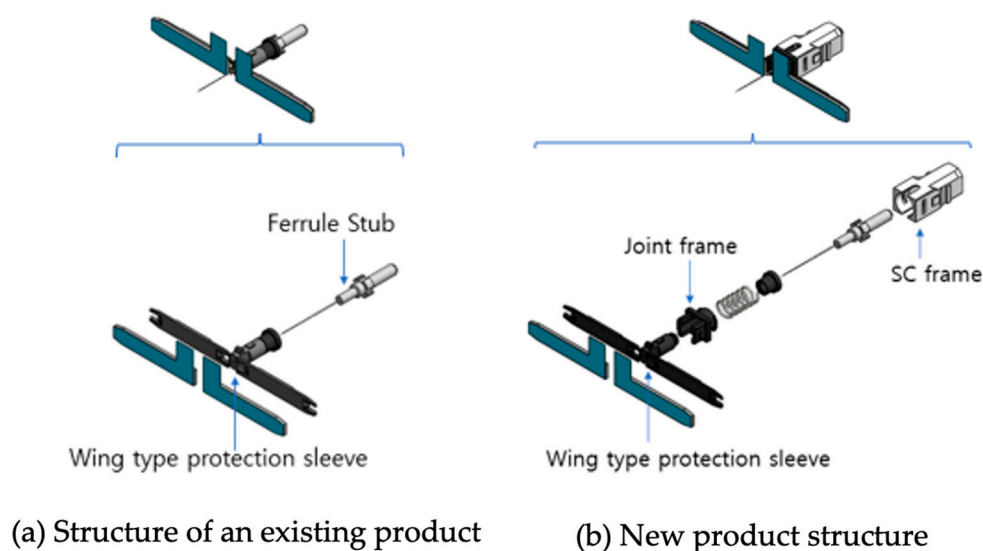 Ferrule Stub
Wing type protection sleeve
(a) Structure of an existing product
Joint frame
SC frame
Wing type protection sleeve
(b) New product structure